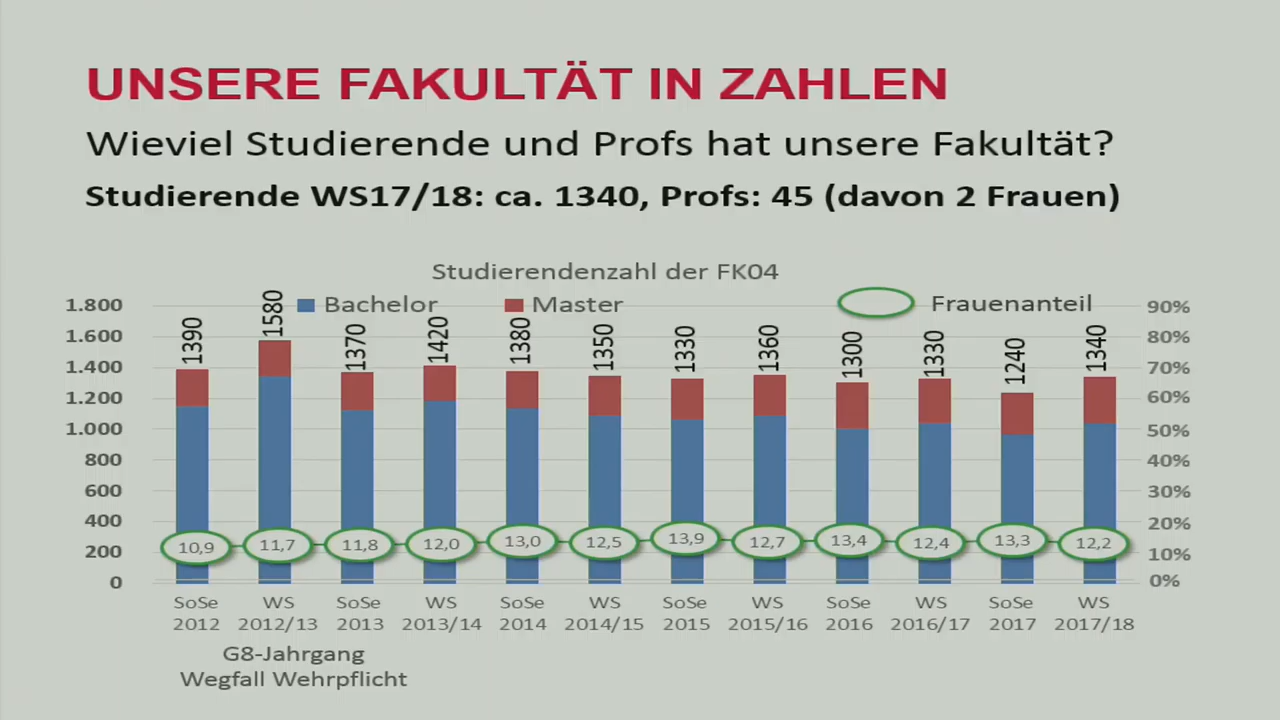 UNSERE FAKULTÄT IN ZAHLEN
Wieviel Studierende und Profs hat unsere Fakultät?
Studierende WS17/18: ca. 1340, Profs: 45 (davon 2 Frauen)
Studierendenzahl der FK04
Bachelor Master Frauenanteil
1.800
1.600
1.400
1.200
1.000
800
600
400
200
0
1390 1580 1370 1420 1380 1350 1330 1360 1300 1330 1240 1340
90%
80%
70%
60%
50%
40%
30%
20%
10%
0%
10,9 11,7 11,8 12,0 13,0 12,5 13,9 12,7 13,4 12,4 13,3 12,2
SoSe WS SoSe WS SoSe WS SoSe WS SoSe WS SoSe WS
2012 2012/13 2013 2013/14 2014 2014/15 2015 2015/16 2016 2016/17 2017 2017/18
G8-Jahrgang
Wegfall Wehrpflicht